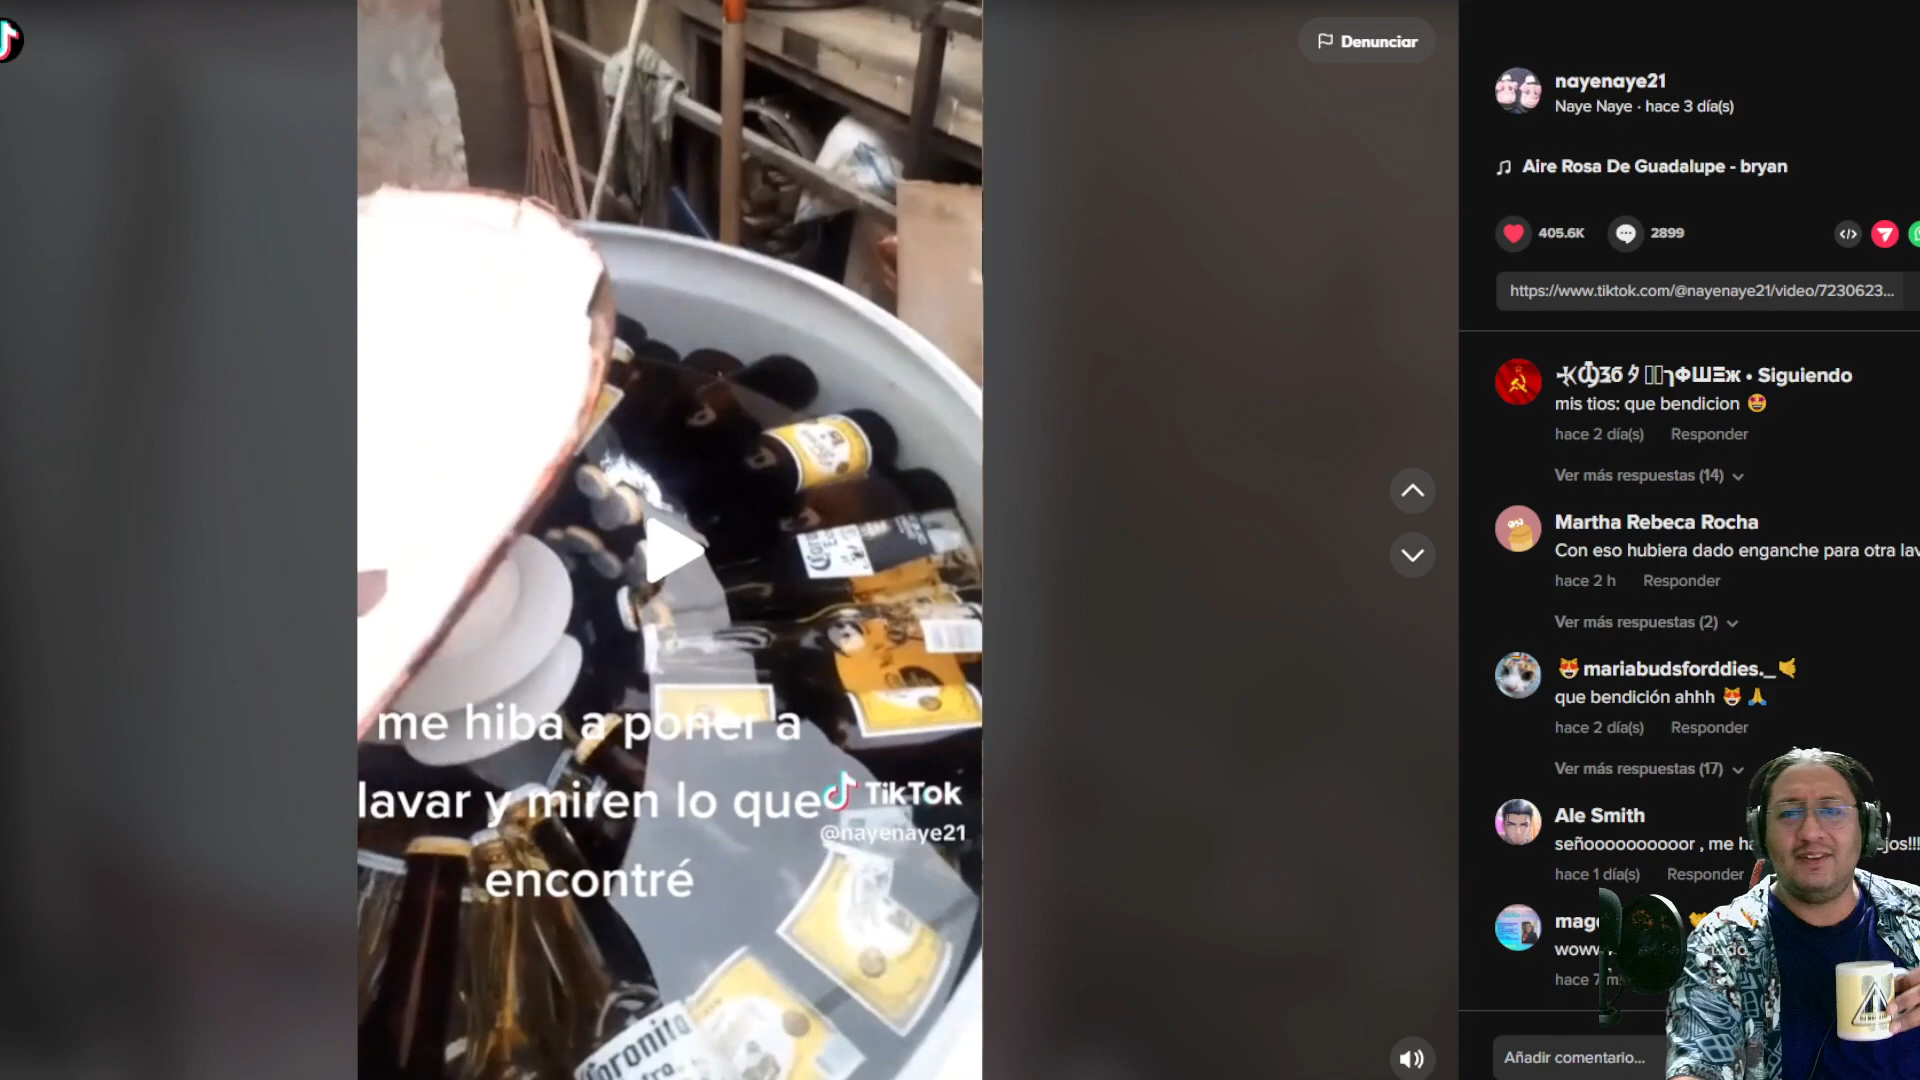 Denunciar
me hiba a poner a
lavar y miren lo que
encontré
TikTok
@nayenaye21
Coronita
nayenaye21
Naye Naye · hace 3 día(s)
Aire Rosa De Guadalupe - bryan
405.6K
2899
https://www.tiktok.com/@nayenaye21/video/7230623...
• Siguiendo
mis tios: que bendicion 🤩
hace 2 día(s) Responder
Ver más respuestas (14)
Martha Rebeca Rocha
Con eso hubiera dado enganche para otra lav
hace 2 h Responder
Ver más respuestas (2)
😻 mariabudsforddies._🤙
que bendición ahhh 😻 🙏
hace 2 día(s) Responder
Ver más respuestas (17)
Ale Smith
señoooooooooor , me ha
hace 1 día(s) Responder
hace 7 m
Añadir comentario...